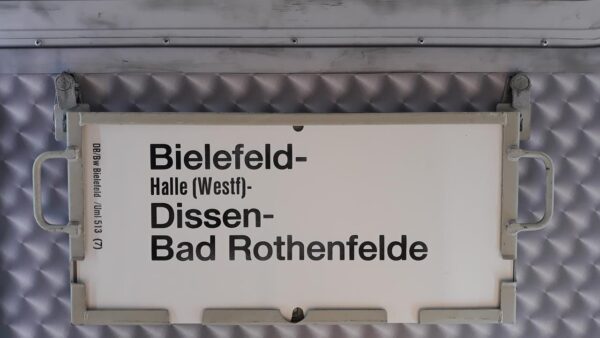 Bielefeld-
Halle (Westf)-
Dissen-
Bad Rothenfelde
DB/Bw Bielefeld /Uml 513 (7)